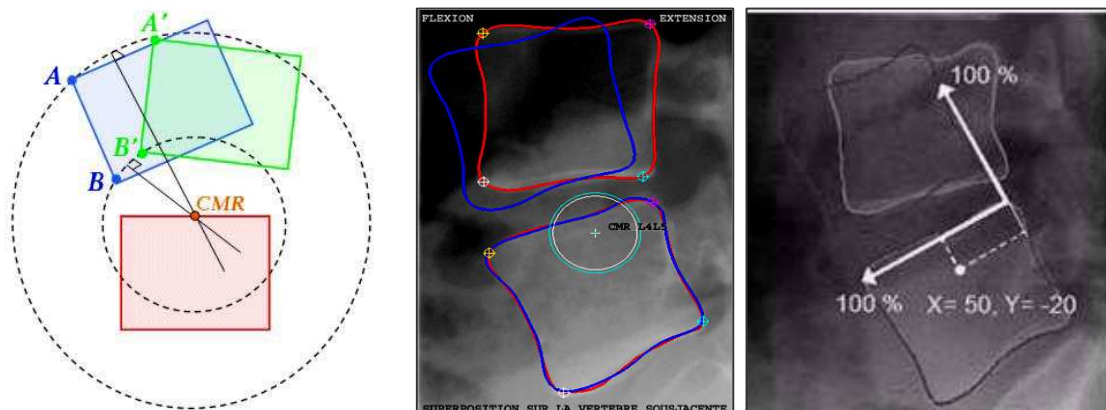 A'
A
B'
B
CMR
FLEXION
EXTENSION
CMR L4L5
SUPERPOSITION SUR LA VERTEBRE SOUSJACENTE
100 %
100 %
X= 50, Y= -20